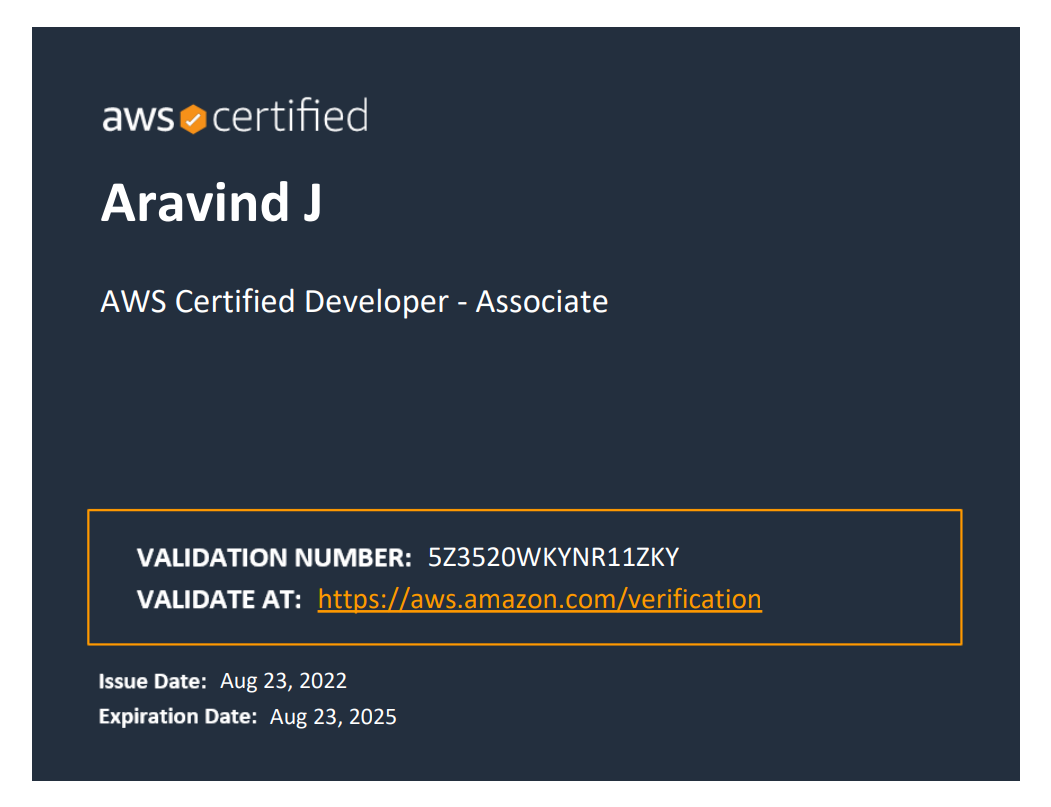 aws certified
Aravind J
AWS Certified Developer - Associate
VALIDATION NUMBER: 5Z3520WKYNR11ZKY
VALIDATE AT: https://aws.amazon.com/verification
Issue Date: Aug 23, 2022
Expiration Date: Aug 23, 2025